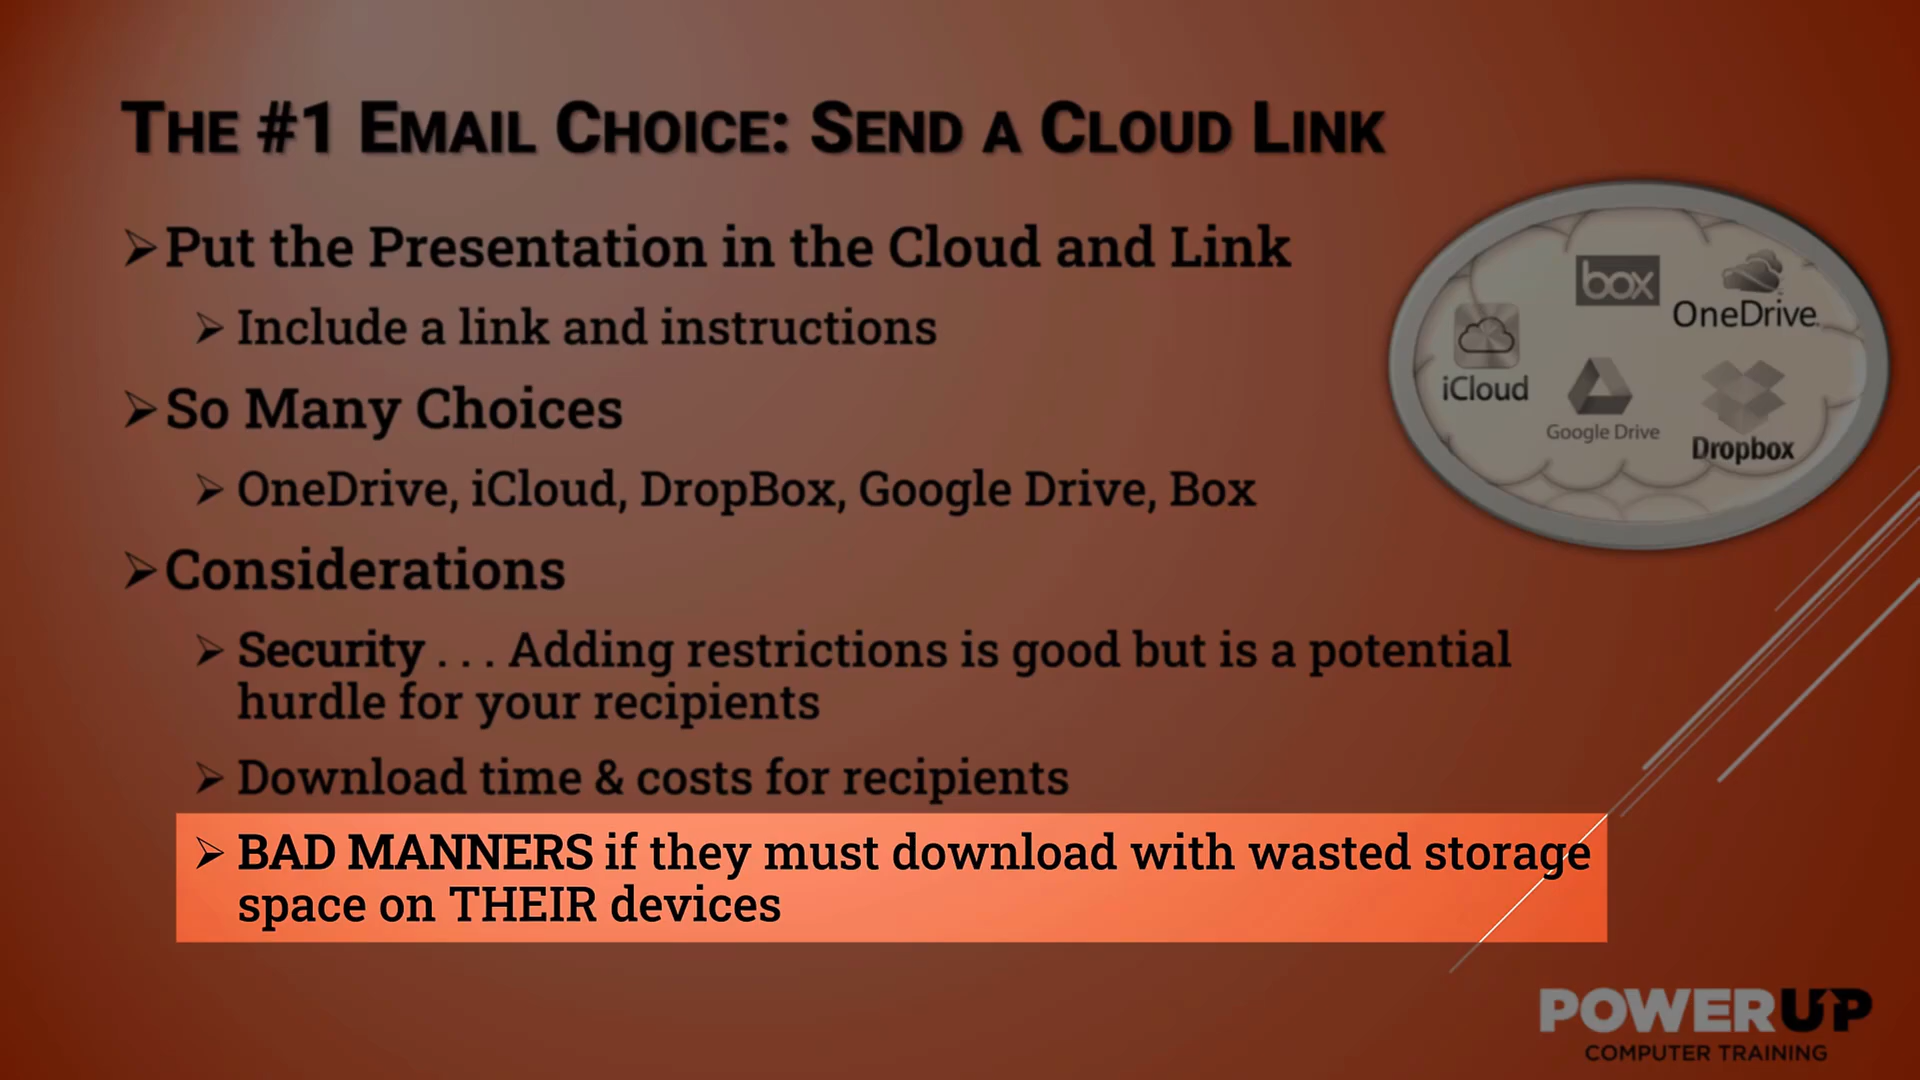 THE #1 EMAIL CHOICE: SEND A CLOUD LINK
Put the Presentation in the Cloud and Link
Include a link and instructions
So Many Choices
OneDrive, iCloud, DropBox, Google Drive, Box
Considerations
Security . . . Adding restrictions is good but is a potential
hurdle for your recipients
Download time & costs for recipients
BAD MANNERS if they must download with wasted storage
space on THEIR devices
box
OneDrive
iCloud
Google Drive
Dropbox
POWERUP
COMPUTER TRAINING